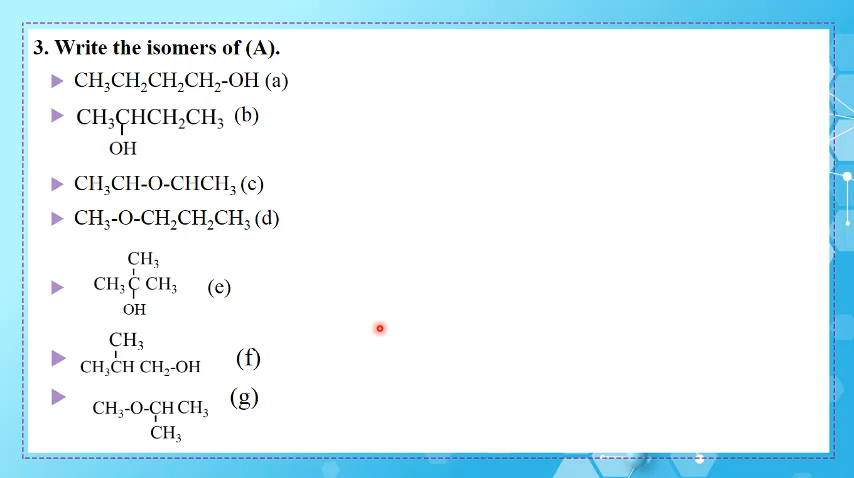 3. Write the isomers of (A).
CH₃CH₂CH₂CH₂-OH (a)
CH₃CHCH₂CH₃ (b)
OH
CH₃CH-O-CHCH₃ (c)
CH₃-O-CH₂CH₂CH₃ (d)
CH₃
CH₃ C CH₃ (e)
OH
CH₃
CH₃CH CH₂-OH (f)
CH₃-O-CH CH₃ (g)
CH₃